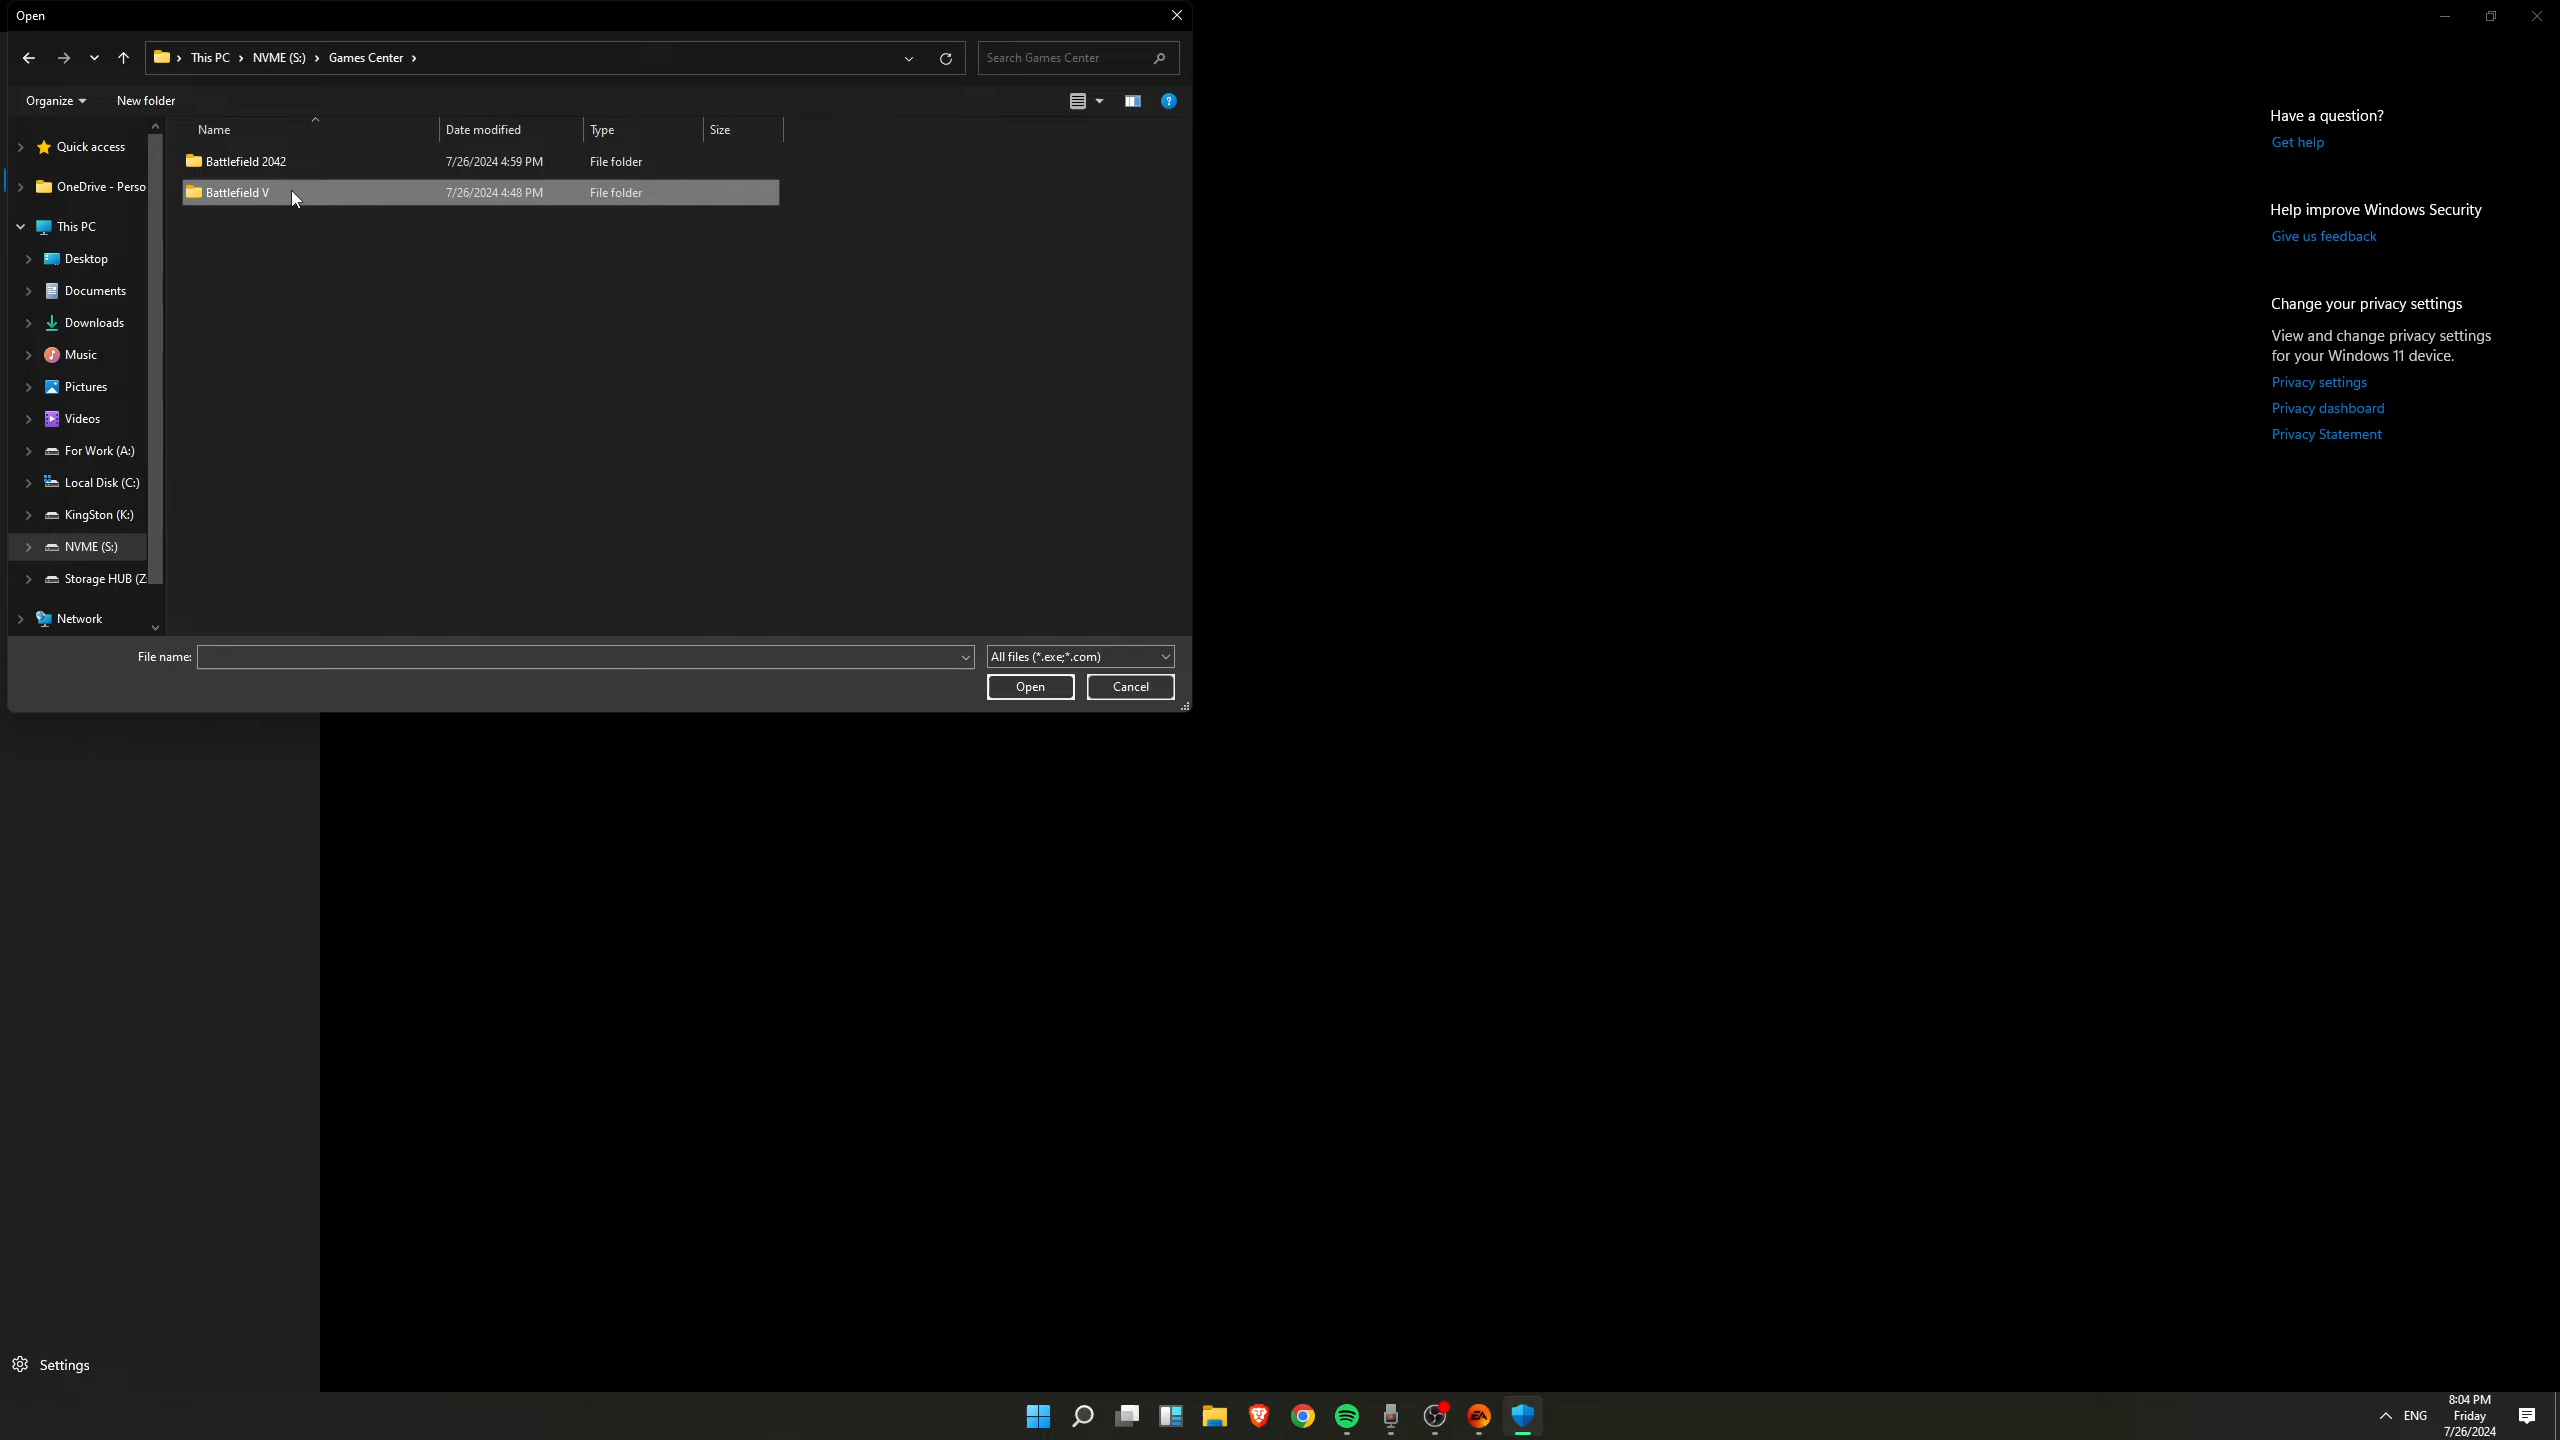 Open
This PC
NVME (S:)
Games Center
Search Games Center
Organize
New folder
Name
Date modified
Type
Size
Battlefield 2042
7/26/2024 4:59 PM
File folder
Battlefield V
7/26/2024 4:48 PM
File folder
Quick access
OneDrive - Perso
This PC
Desktop
Documents
Downloads
Music
Pictures
Videos
For Work (A:)
Local Disk (C:)
KingSton (K:)
NVME (S:)
Storage HUB (Z
Network
File name:
All files (*.exe;*.com)
Open
Cancel
Have a question?
Get help
Help improve Windows Security
Give us feedback
Change your privacy settings
View and change privacy settings
for your Windows 11 device.
Privacy settings
Privacy dashboard
Privacy Statement
Settings
EA
ENG
8:04 PM
Friday
7/26/2024